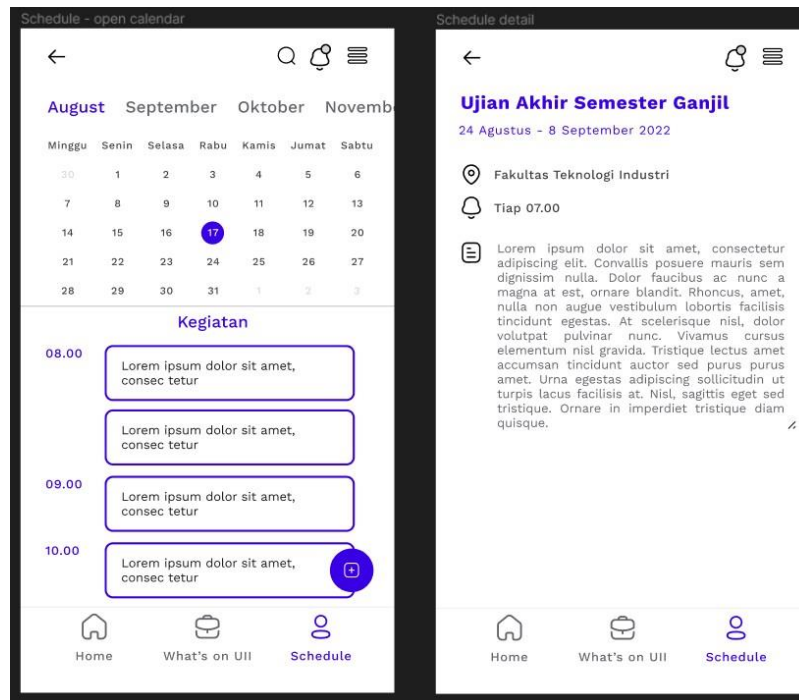 Schedule - open calendar
August September Oktober Novemb
Minggu Senin Selasa Rabu Kamis Jumat Sabtu
30 1 2 3 4 5 6
7 8 9 10 11 12 13
14 15 16 17 18 19 20
21 22 23 24 25 26 27
28 29 30 31 1 2 3
Kegiatan
08.00
Lorem ipsum dolor sit amet,
consec tetur
Lorem ipsum dolor sit amet,
consec tetur
09.00
Lorem ipsum dolor sit amet,
consec tetur
10.00
Lorem ipsum dolor sit amet,
consec tetur
Home What's on UII Schedule
Schedule detail
Ujian Akhir Semester Ganjil
24 Agustus - 8 September 2022
Fakultas Teknologi Industri
Tiap 07.00
Lorem ipsum dolor sit amet, consectetur
adipiscing elit. Convallis posuere mauris sem
dignissim nulla. Dolor faucibus ac nunc a
magna at est, ornare blandit. Rhoncus, amet,
nulla non augue vestibulum lobortis facilisis
tincidunt egestas. At scelerisque nisl, dolor
volutpat pulvinar nunc. Vivamus cursus
elementum nisl gravida. Tristique lectus amet
accumsan tincidunt auctor sed purus purus
amet. Urna egestas adipiscing sollicitudin ut
turpis lacus facilisis at. Nisl, sagittis eget sed
tristique. Ornare in imperdiet tristique diam
quisque.
Home What's on UII Schedule